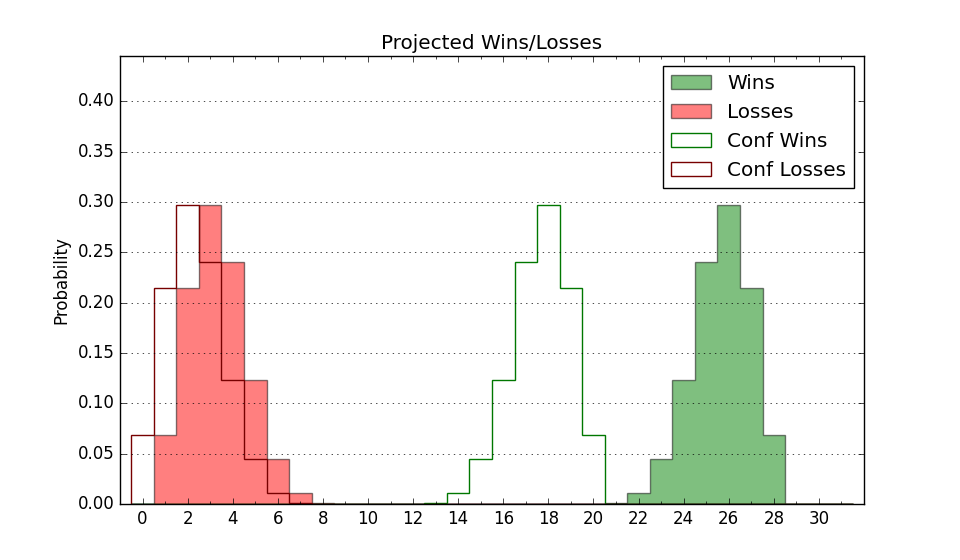 Projected Wins/Losses
Wins
Losses
Conf Wins
Conf Losses
Probability
0.40
0.35
0.30
0.25
0.20
0.15
0.10
0.05
0.00
0 2 4 6 8 10 12 14 16 18 20 22 24 26 28 30